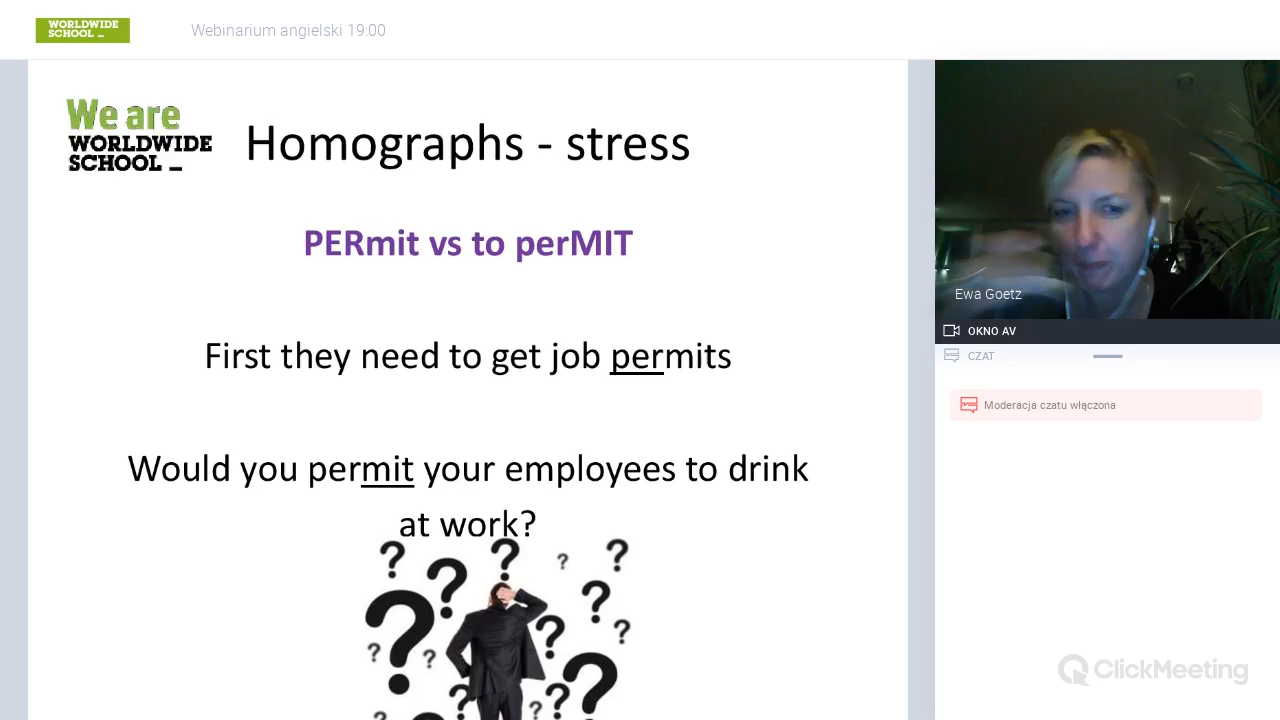 WORLDWIDE
SCHOOL _
Webinarium angielski 19:00
We are
WORLDWIDE
SCHOOL _
Homographs - stress
PERmit vs to perMIT
First they need to get job permits
Would you permit your employees to drink
at work?
? ? ? ? ? ? ? ? ? ? ? ? ? ? ?
Ewa Goetz
OKNO AV
CZAT
Moderacja czatu włączona
ClickMeeting